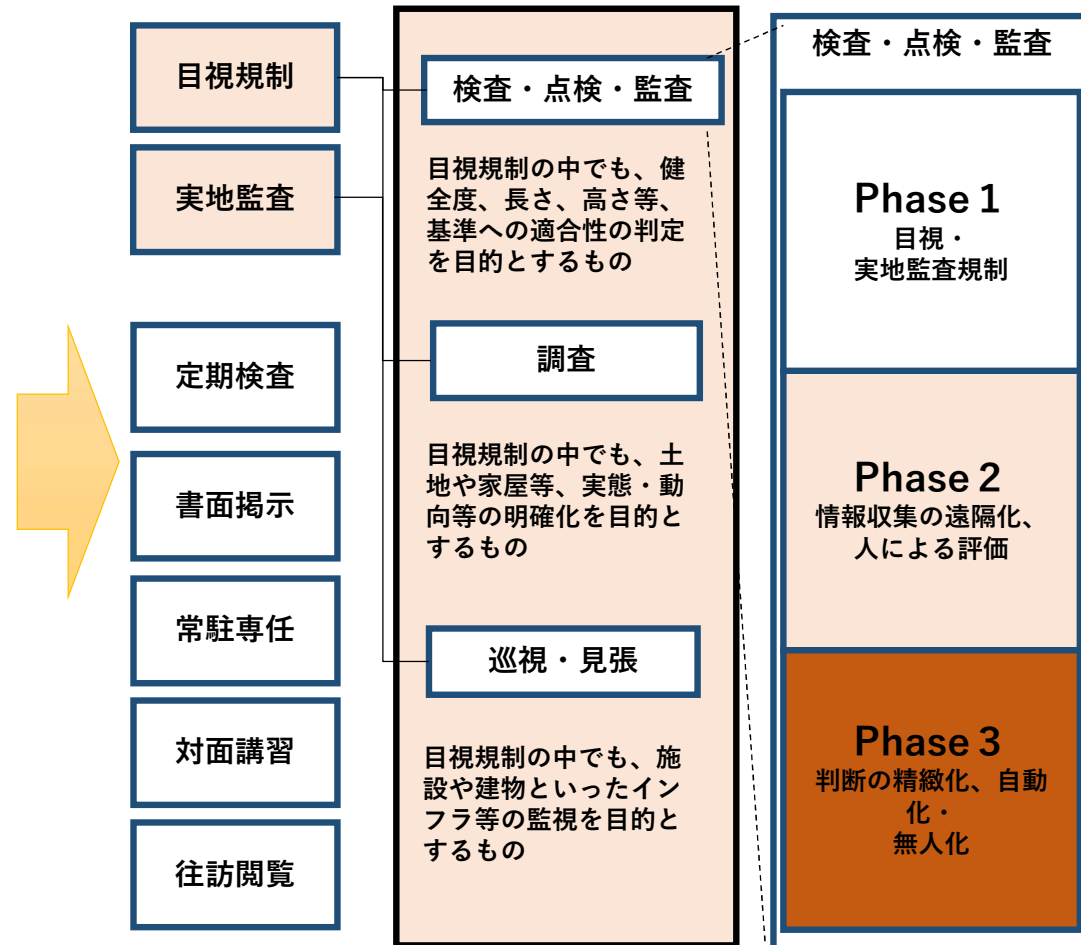 目視規制
実地監査
定期検査
書面掲示
常駐専任
対面講習
往訪閲覧
検査・点検・監査
目視規制の中でも、健
全度、長さ、高さ等、
基準への適合性の判定
を目的とするもの
調査
目視規制の中でも、土
地や家屋等、実態・動
向等の明確化を目的と
するもの
巡視・見張
目視規制の中でも、施
設や建物といったイン
フラ等の監視を目的と
するもの
検査・点検・監査
Phase 1
目視・
実地監査規制
Phase 2
情報収集の遠隔化、
人による評価
Phase 3
判断の精緻化、自動
化・
無人化